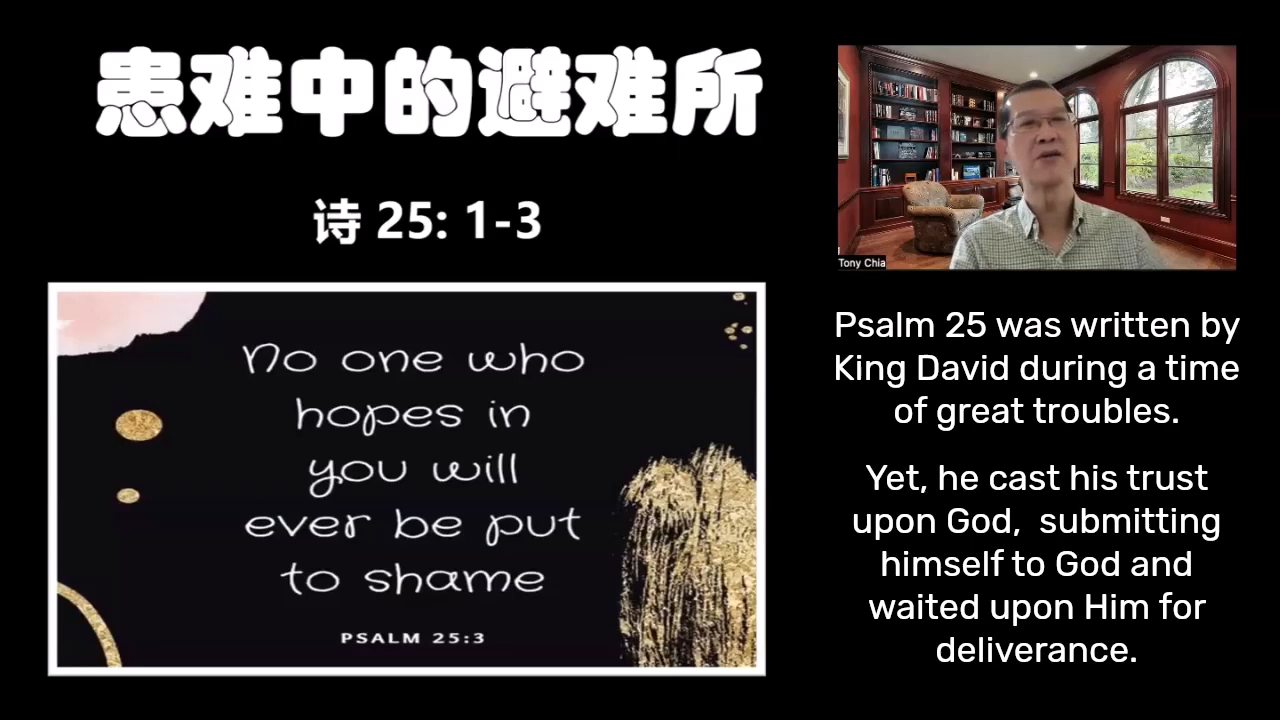 患难中的避难所
诗 25: 1-3
No one who
hopes in
you will
ever be put
to shame
PSALM 25:3
Tony Chia
Psalm 25 was written by
King David during a time
of great troubles.
Yet, he cast his trust
upon God, submitting
himself to God and
waited upon Him for
deliverance.